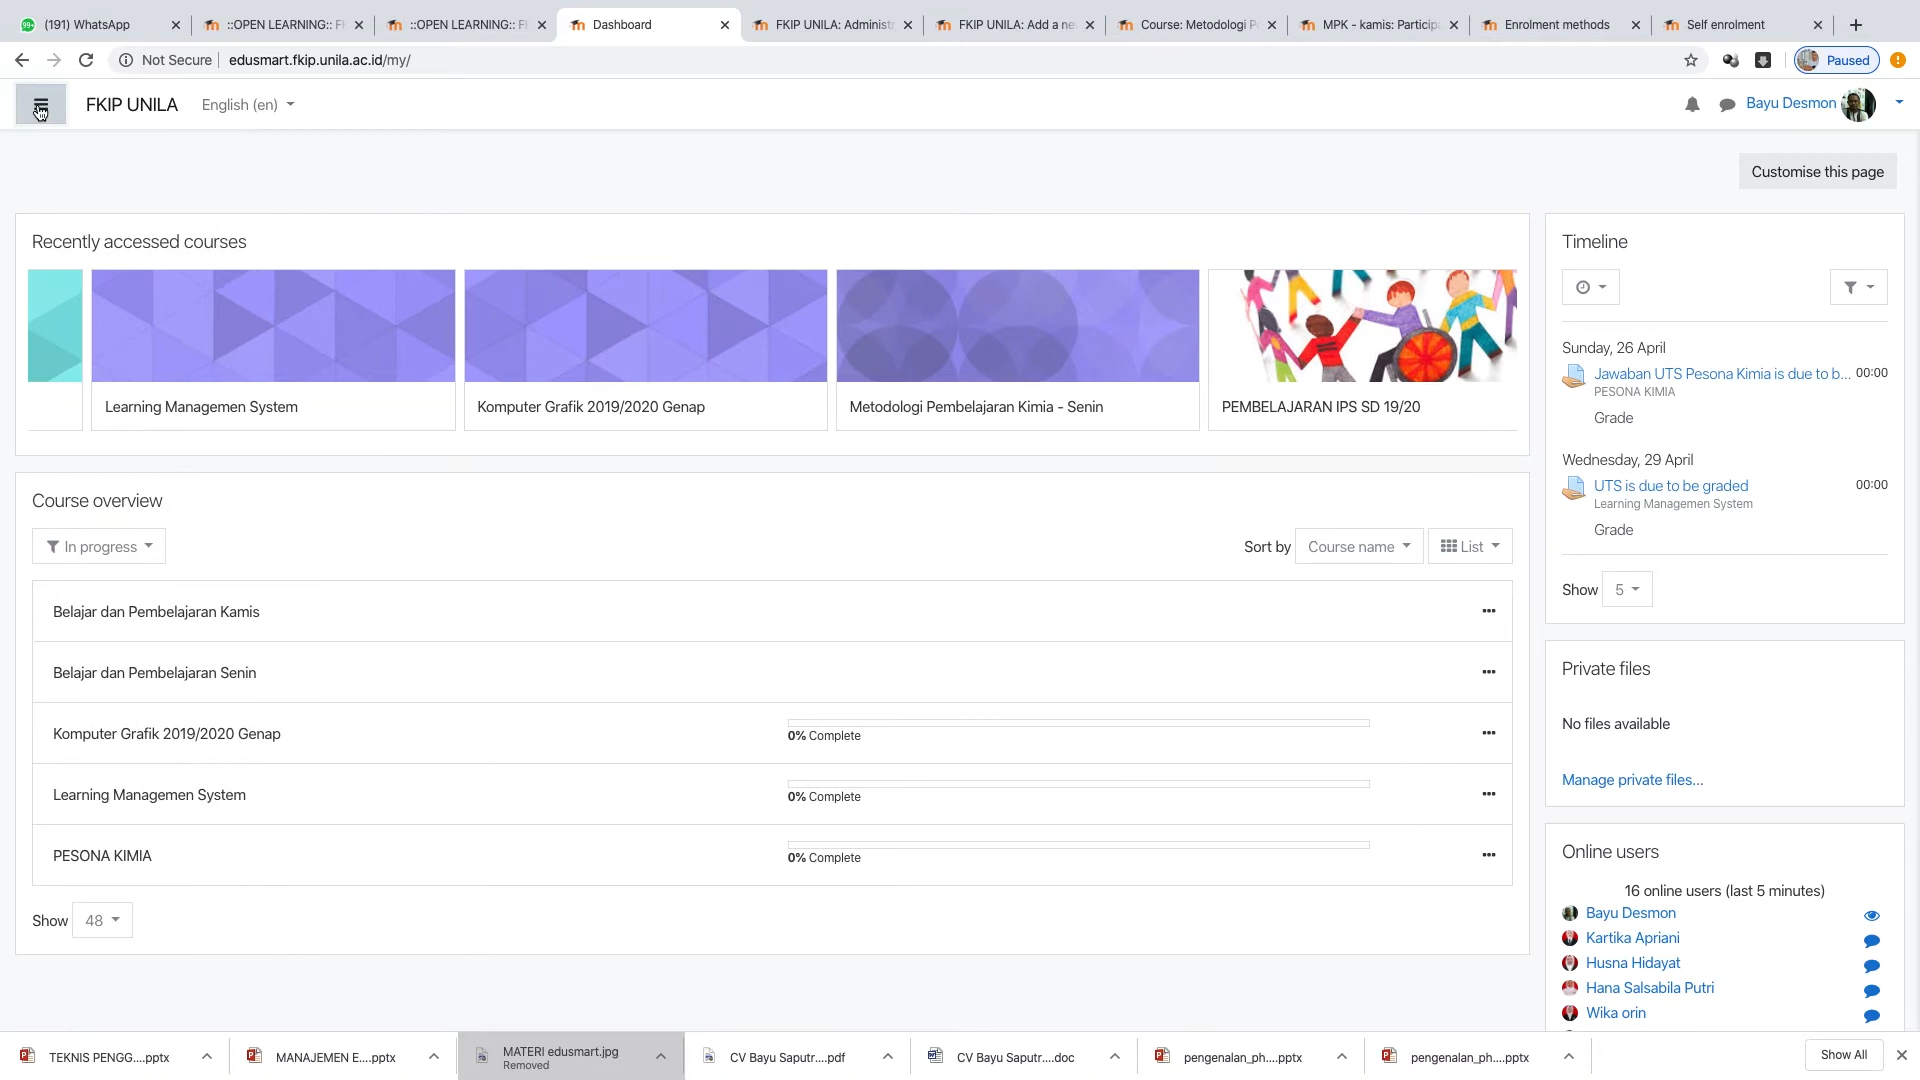 (191) WhatsApp
::OPEN LEARNING:: F
::OPEN LEARNING:: F
Dashboard
FKIP UNILA: Administr
FKIP UNILA: Add a ne
Course: Metodologi P
MPK - kamis: Particip
Enrolment methods
Self enrolment
Not Secure
edusmart.fkip.unila.ac.id/my/
Paused
FKIP UNILA
English (en)
Bayu Desmon
Customise this page
Recently accessed courses
Learning Managemen System
Komputer Grafik 2019/2020 Genap
Metodologi Pembelajaran Kimia - Senin
PEMBELAJARAN IPS SD 19/20
Course overview
In progress
Sort by
Course name
List
Belajar dan Pembelajaran Kamis
Belajar dan Pembelajaran Senin
Komputer Grafik 2019/2020 Genap
0% Complete
Learning Managemen System
0% Complete
PESONA KIMIA
0% Complete
Show 48
Timeline
Sunday, 26 April
Jawaban UTS Pesona Kimia is due to b... 00:00
PESONA KIMIA
Grade
Wednesday, 29 April
UTS is due to be graded 00:00
Learning Managemen System
Grade
Show 5
Private files
No files available
Manage private files...
Online users
16 online users (last 5 minutes)
Bayu Desmon
Kartika Apriani
Husna Hidayat
Hana Salsabila Putri
Wika orin
TEKNIS PENGG....pptx
MANAJEMEN E....pptx
MATERI edusmart.jpg
Removed
CV Bayu Saputr....pdf
CV Bayu Saputr....doc
pengenalan_ph....pptx
pengenalan_ph....pptx
Show All